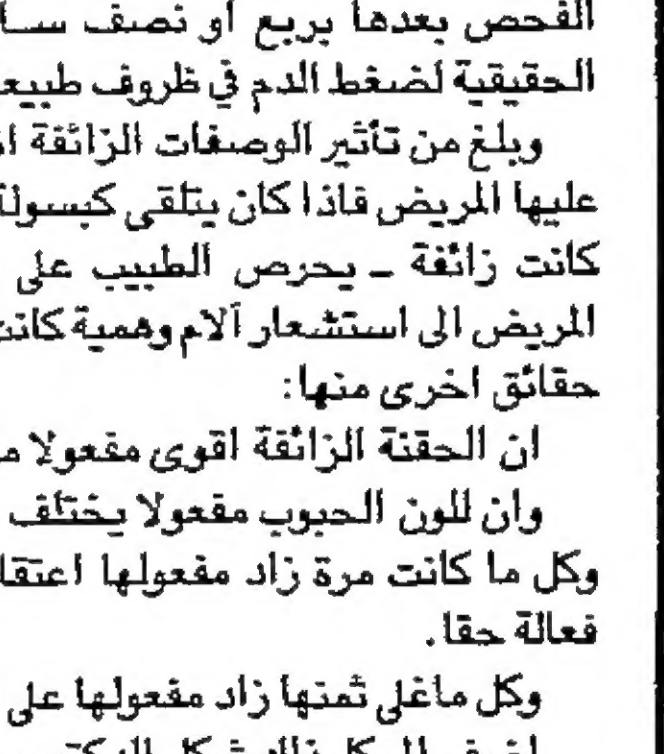 الفحص بعدها بربع او نصف سا
الحقيقية لضغط الدم في ظروف طبيعـ
وبلغ من تأثير الوصفات الزائفة ا
عليها المريض فاذا كان يتلقى كبسولة
كانت زائفة ـ يحرص الطبيب على
المريض الى استشعار آلام وهمية كانت
حقائق اخرى منها:
ان الحقنة الزائفة اقوى مفعولا مـ
وان للون الحبوب مفعولا يختلف
وكل ما كانت مرة زاد مفعولها اعتقا
فعالة حقا.
وكل ماغلى ثمنها زاد مفعولها على